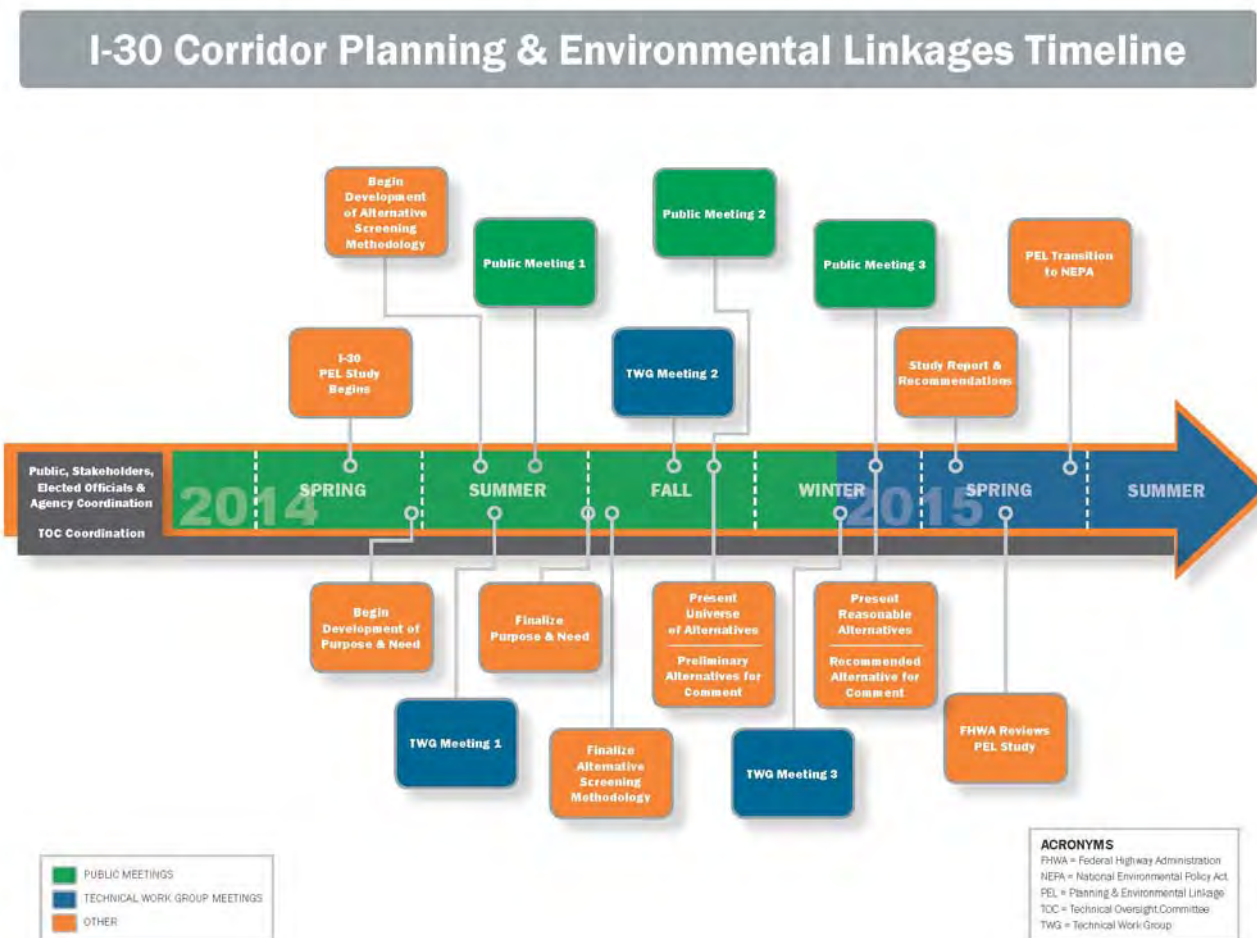 I-30 Corridor Planning & Environmental Linkages Timeline
Begin
Development
of Alternative
Screening
Methodology
Public Meeting 1
Public Meeting 2
Public Meeting 3
PEL Transition
to NEPA
I-30
PEL Study
Begins
TWG Meeting 2
Study Report &
Recommendations
Public, Stakeholders,
Elected Officials &
Agency Coordination
TOC Coordination
2014
SPRING
SUMMER
FALL
WINTER
2015
SPRING
SUMMER
Begin
Development of
Purpose & Need
Finalize
Purpose & Need
Present
Universe
of Alternatives
Preliminary
Alternatives for
Comment
Present
Reasonable
Alternatives
Recommended
Alternative for
Comment
TWG Meeting 1
Finalize
Alternative
Screening
Methodology
TWG Meeting 3
FHWA Reviews
PEL Study
PUBLIC MEETINGS
TECHNICAL WORK GROUP MEETINGS
OTHER
ACRONYMS
FHWA = Federal Highway Administration
NEPA = National Environmental Policy Act
PEL = Planning & Environmental Linkage
TOC = Technical Oversight Committee
TWG = Technical Work Group